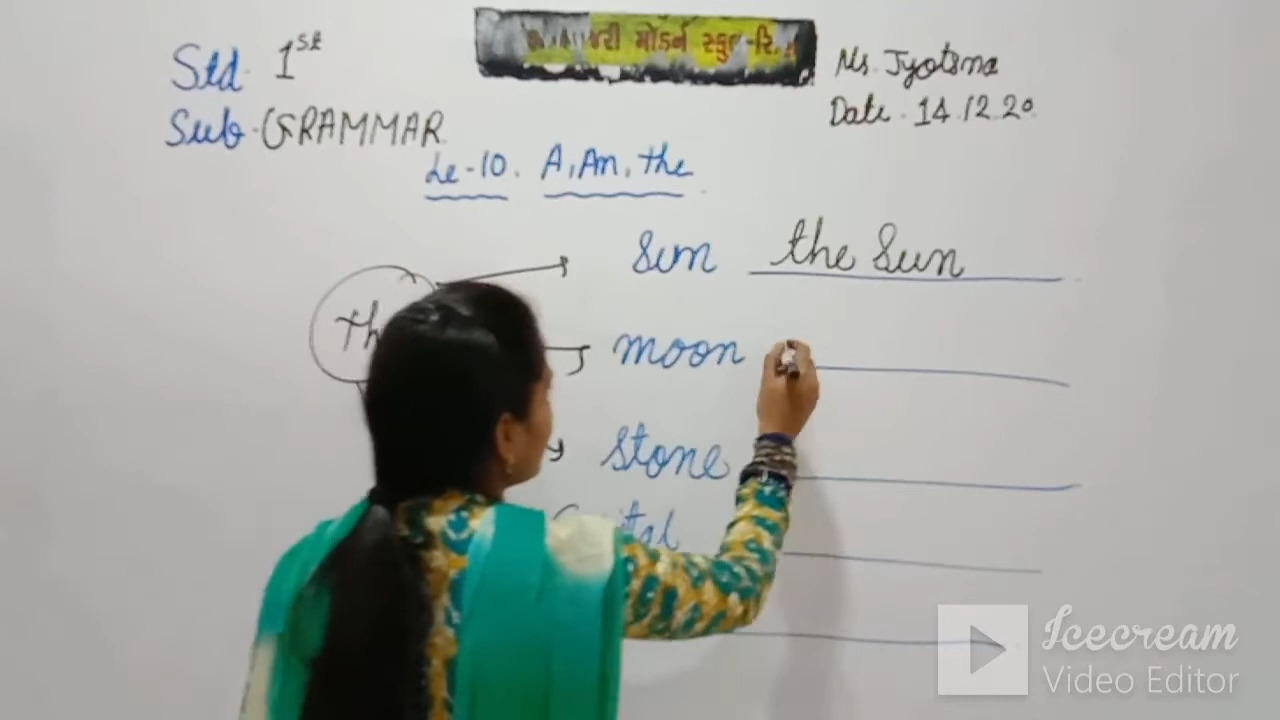 મોડર્ન સ્કુલ
Std. 1st
Ms. Jyotsna
Sub. GRAMMAR
Date. 14.12.20
Le-10. A, An, the
Sun the Sun
moon
stone
Icecream
Video Editor